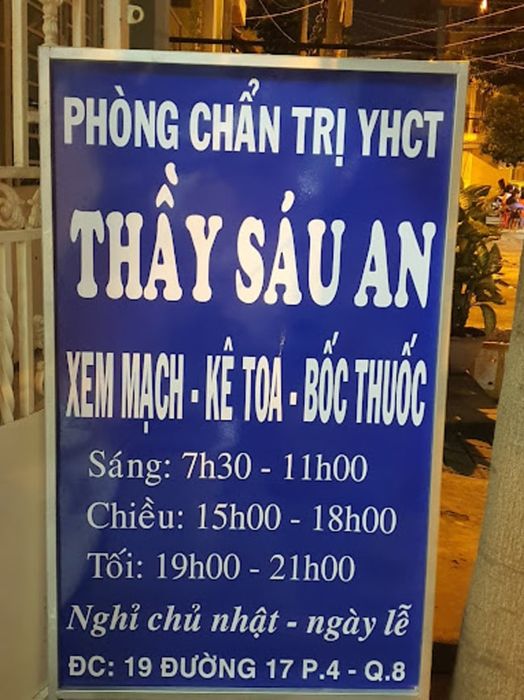 PHÒNG CHẨN TRỊ YHCT
THẦY SÁU AN
XEM MẠCH - KÊ TOA - BỐC THUỐC
Sáng: 7h30 - 11h00
Chiều: 15h00 - 18h00
Tối: 19h00 - 21h00
Nghỉ chủ nhật - ngày lễ
ĐC: 19 ĐƯỜNG 17 P.4 - Q.8